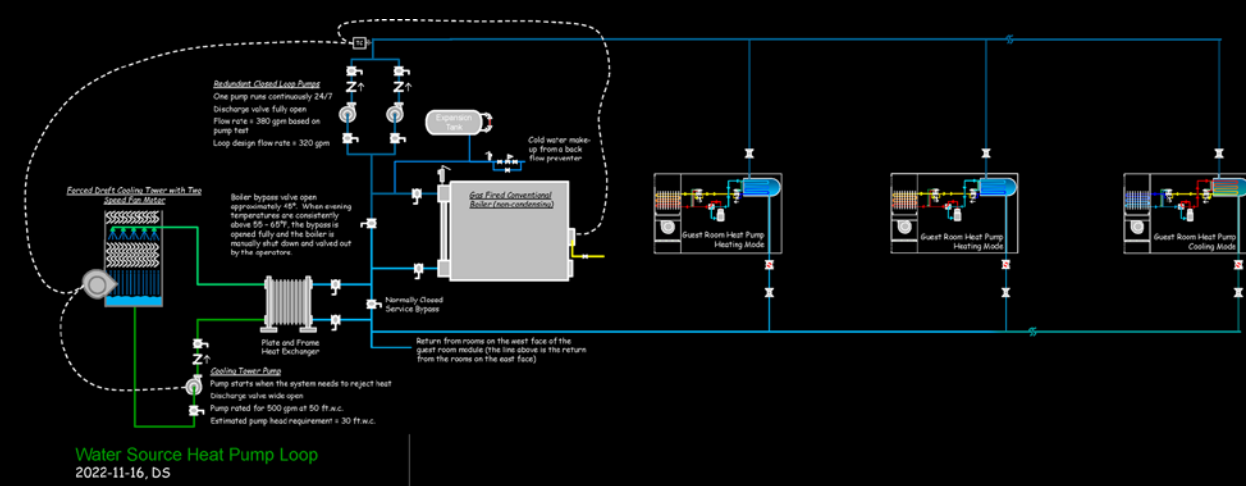 TC
Redundant Closed Loop Pumps
One pump runs continuously 24/7
Discharge valve fully open
Flow rate = 380 gpm based on
pump test
Loop design flow rate = 320 gpm
Expansion
Tank
Cold water make-
up from a back
flow preventer
Forced Draft Cooling Tower with Two
Speed Fan Motor
Boiler bypass valve open
approximately 45°. When evening
temperatures are consistently
above 55 - 65°F, the bypass is
opened fully and the boiler is
manually shut down and valved out
by the operators.
Gas Fired Conventional
Boiler (non-condensing)
Guest Room Heat Pump
Heating Mode
Guest Room Heat Pump
Heating Mode
Guest Room Heat Pump
Cooling Mode
Normally Closed
Service Bypass
Plate and Frame
Heat Exchanger
Return from rooms on the west face of the
guest room module (the line above is the return
from the rooms on the east face)
Cooling Tower Pump
Pump starts when the system needs to reject heat
Discharge valve wide open
Pump rated for 500 gpm at 50 ft.w.c.
Estimated pump head requirement = 30 ft.w.c.
Water Source Heat Pump Loop
2022-11-16, DS